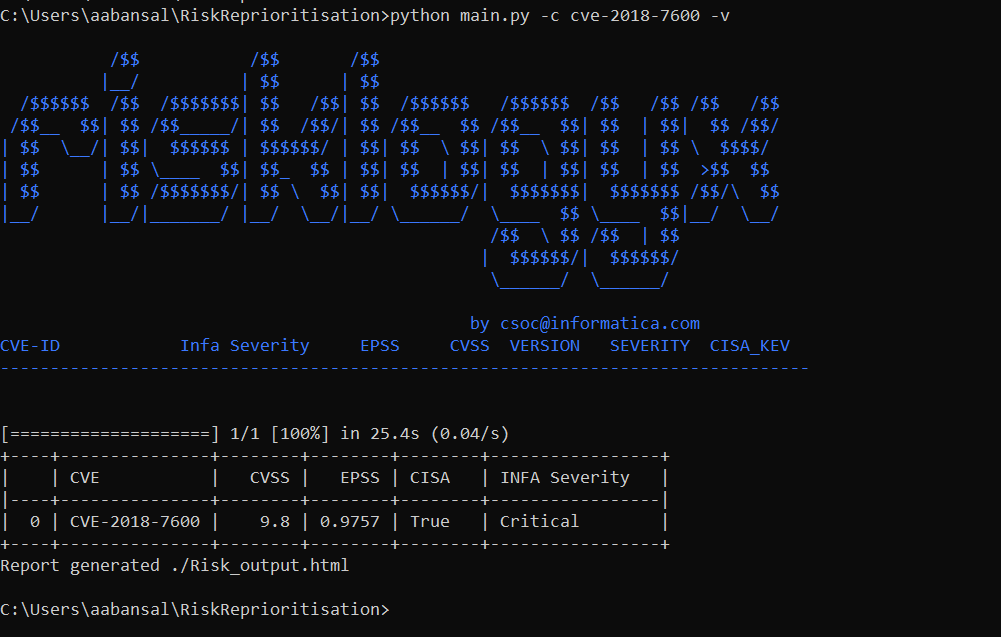 C:\Users\aabansal\RiskReprioritisation>python main.py -c cve-2018-7600 -v
           /$$           /$$       /$$
          |__/          | $$      | $$
  /$$$$$$  /$$  /$$$$$$$| $$   /$$| $$  /$$$$$$   /$$$$$$  /$$   /$$ /$$   /$$
 /$$__  $$| $$ /$$_____/| $$  /$$/| $$ /$$__  $$ /$$__  $$| $$  | $$|  $$ /$$/
| $$  \__/| $$|  $$$$$$ | $$$$$$/ | $$| $$  \ $$| $$  \ $$| $$  | $$ \  $$$$/
| $$      | $$ \____  $$| $$_  $$ | $$| $$  | $$| $$  | $$| $$  | $$  >$$  $$
| $$      | $$ /$$$$$$$/| $$ \  $$| $$|  $$$$$$/|  $$$$$$$|  $$$$$$$ /$$/\  $$
|__/      |__/|_______/ |__/  \__/|__/ \______/  \____  $$ \____  $$|__/  \__/
                                                 /$$  \ $$ /$$  | $$
                                                |  $$$$$$/|  $$$$$$/
                                                 \______/  \______/
                                               by csoc@informatica.com
CVE-ID            Infa Severity     EPSS     CVSS  VERSION   SEVERITY  CISA_KEV
---------------------------------------------------------------------------------
[====================] 1/1 [100%] in 25.4s (0.04/s)
+----+---------------+--------+--------+--------+-----------------+
|    | CVE           |   CVSS |   EPSS | CISA   | INFA Severity   |
|----+---------------+--------+--------+--------+-----------------|
|  0 | CVE-2018-7600 |    9.8 | 0.9757 | True   | Critical        |
+----+---------------+--------+--------+--------+-----------------+
Report generated ./Risk_output.html
C:\Users\aabansal\RiskReprioritisation>